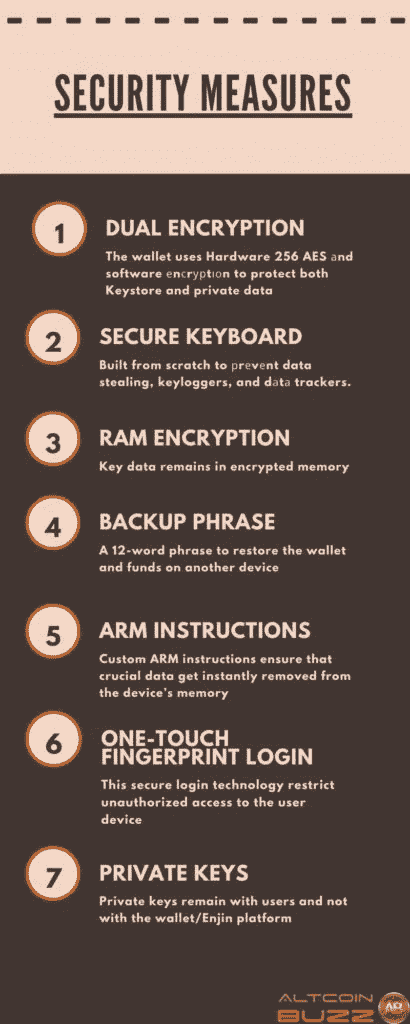 SECURITY MEASURES
1
DUAL ENCRYPTION
The wallet uses Hardware 256 AES and
software encryption to protect both
Keystore and private data
2
SECURE KEYBOARD
Built from scratch to prevent data
stealing, keyloggers, and data trackers.
3
RAM ENCRYPTION
Key data remains in encrypted memory
4
BACKUP PHRASE
A 12-word phrase to restore the wallet
and funds on another device
5
ARM INSTRUCTIONS
Custom ARM instructions ensure that
crucial data get instantly removed from
the device's memory
6
ONE-TOUCH
FINGERPRINT LOGIN
This secure login technology restrict
unauthorized access to the user
device
7
PRIVATE KEYS
Private keys remain with users and not
with the wallet/Enjin platform
ALTCOIN
BUZZ